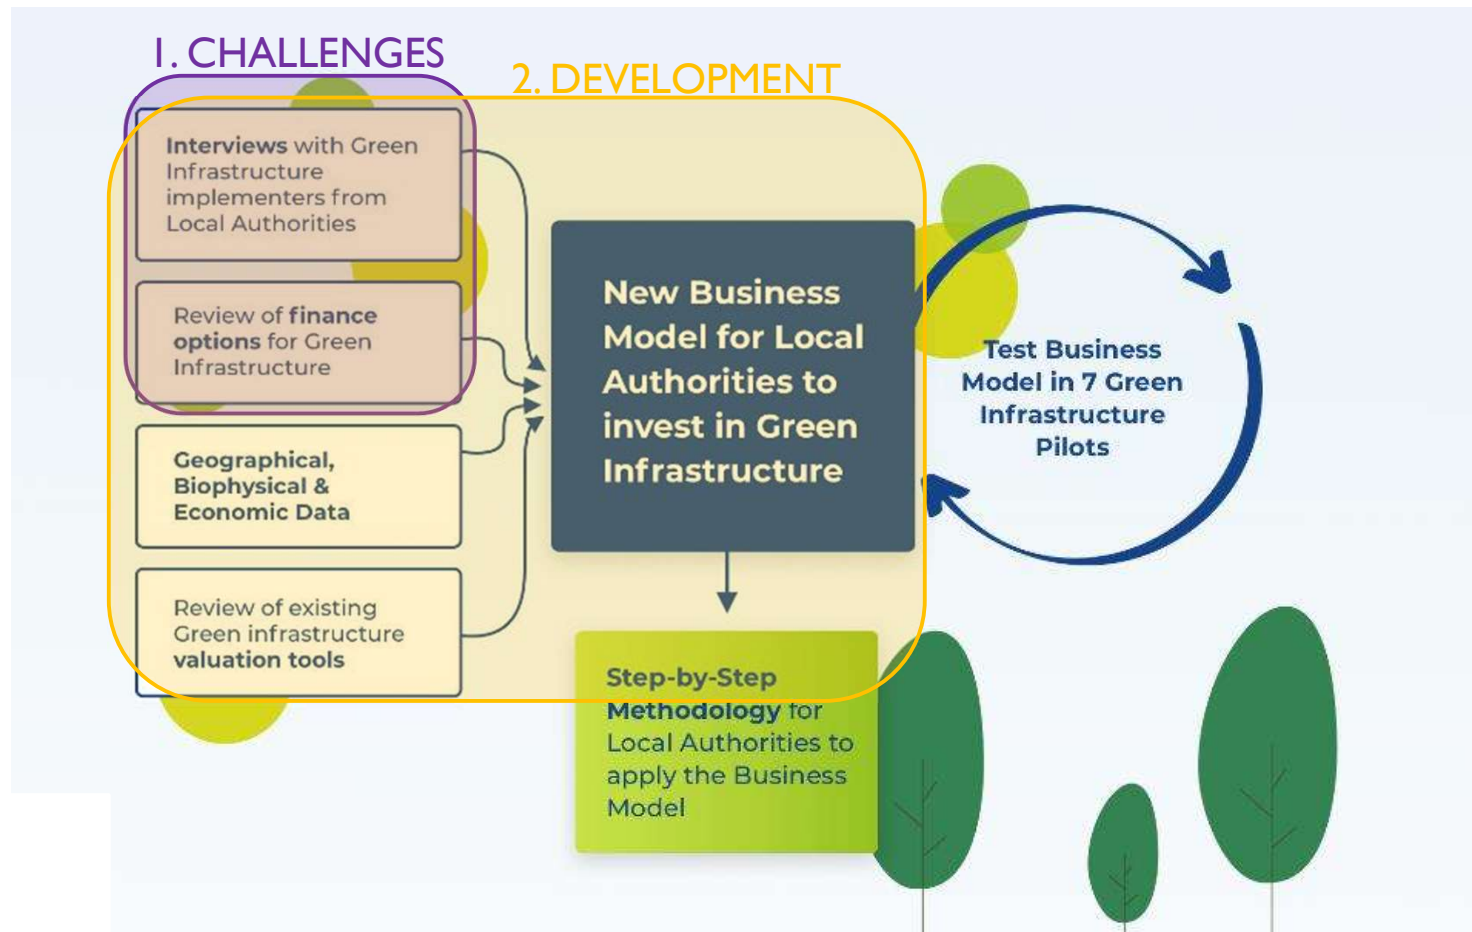 1. CHALLENGES
2. DEVELOPMENT
Interviews with Green
Infrastructure
implementers from
Local Authorities
Review of finance
options for Green
Infrastructure
Geographical,
Biophysical &
Economic Data
Review of existing
Green infrastructure
valuation tools
New Business
Model for Local
Authorities to
invest in Green
Infrastructure
Test Business
Model in 7 Green
Infrastructure
Pilots
Step-by-Step
Methodology for
Local Authorities to
apply the Business
Model